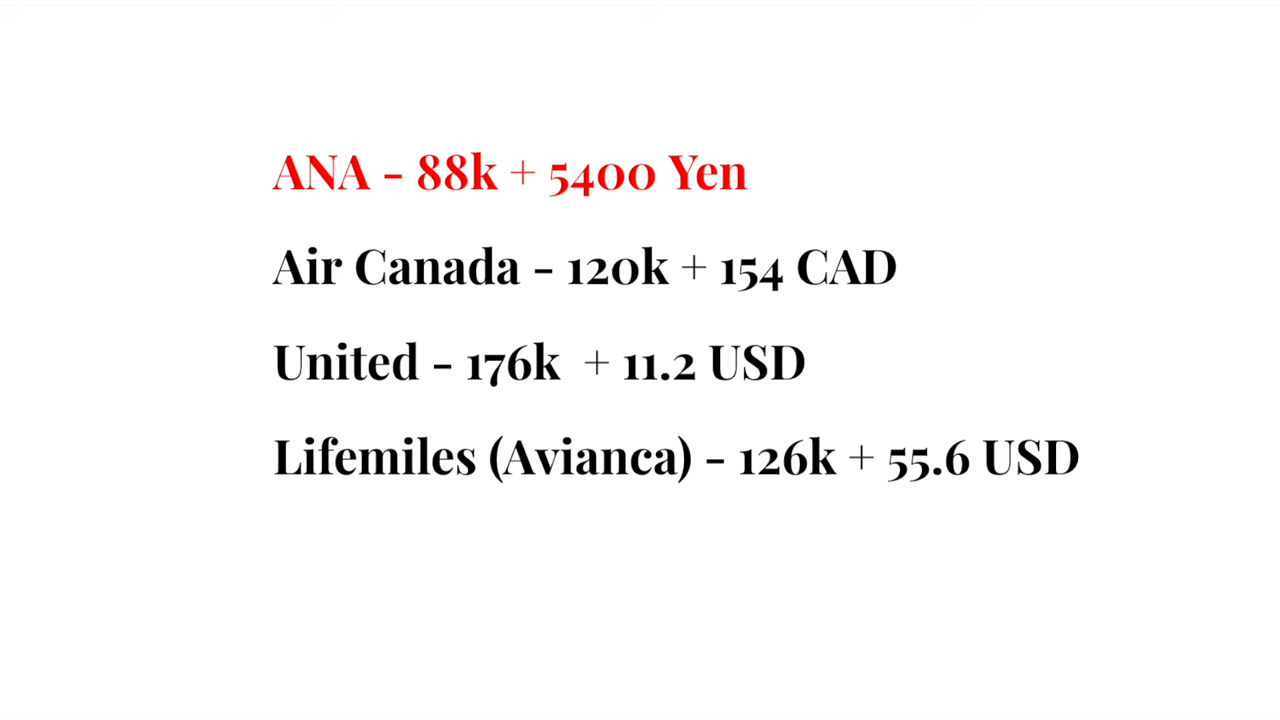 ANA - 88k + 5400 Yen
Air Canada - 120k + 154 CAD
United - 176k + 11.2 USD
Lifemiles (Avianca) - 126k + 55.6 USD